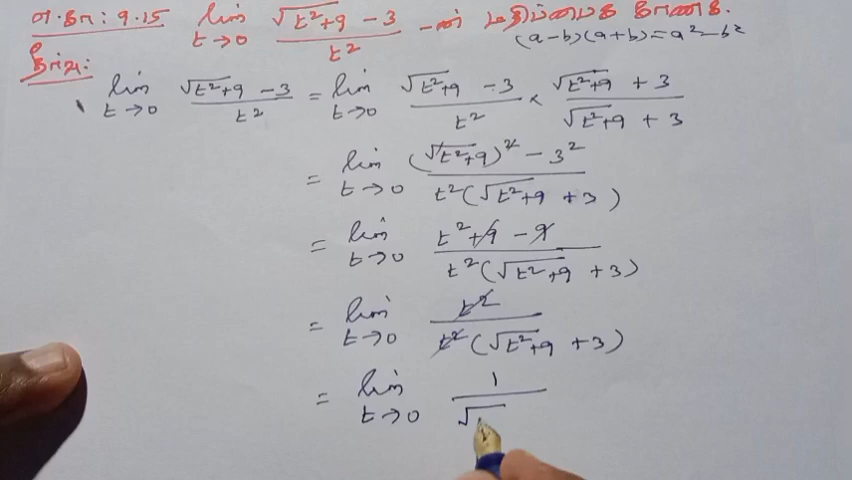 எ.கா: 9.15 lim t→0 (√(t²+9) - 3)/t² -ன் மதிப்பைக் காண்க.
(a-b)(a+b) = a²-b²
தீர்வு:
lim t→0 (√(t²+9) - 3)/t² = lim t→0 (√(t²+9) - 3)/t² × (√(t²+9) + 3)/(√(t²+9) + 3)
= lim t→0 ((√(t²+9))² - 3²)/(t²(√(t²+9) + 3))
= lim t→0 (t²+9 - 9)/(t²(√(t²+9) + 3))
= lim t→0 t²/(t²(√(t²+9) + 3))
= lim t→0 1/√